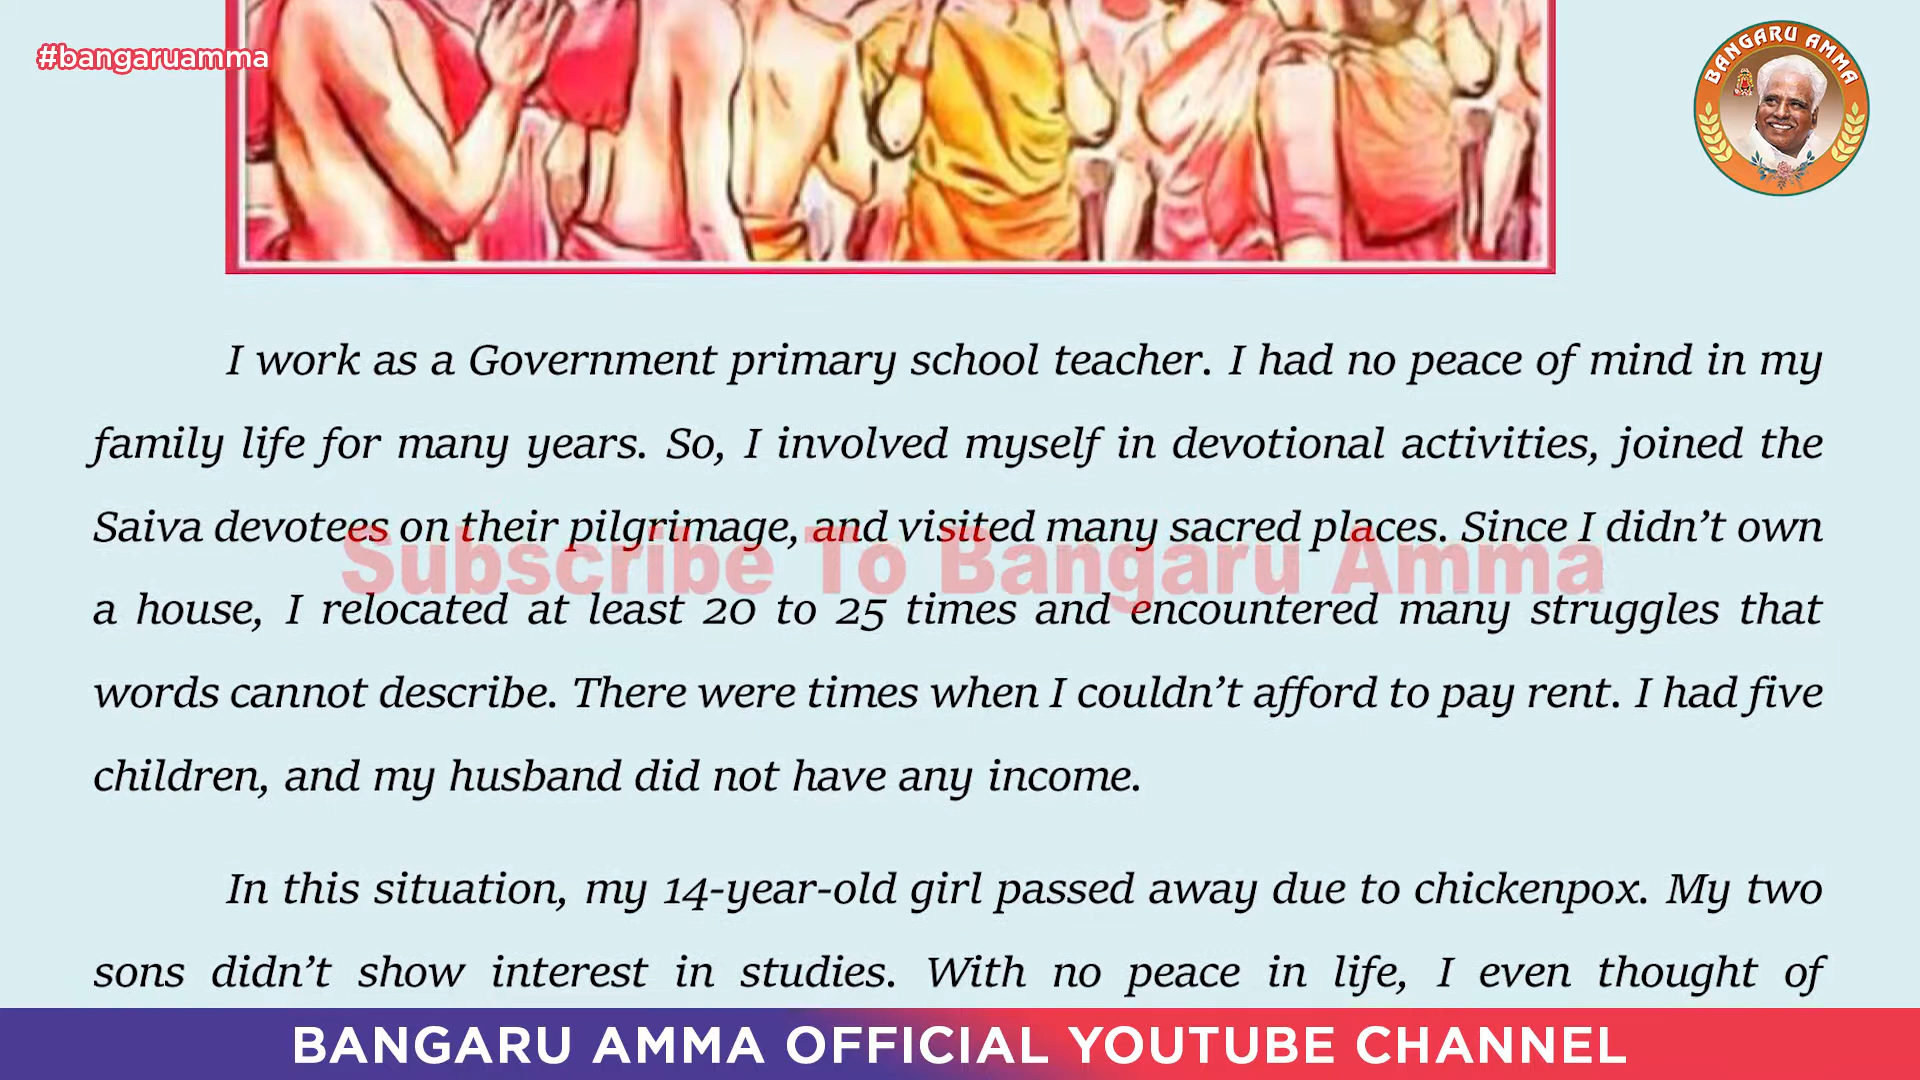 #bangaruamma
BANGARU AMMA
I work as a Government primary school teacher. I had no peace of mind in my
family life for many years. So, I involved myself in devotional activities, joined the
Saiva devotees on their pilgrimage, and visited many sacred places. Since I didn’t own
Subscribe To Bangaru Amma
a house, I relocated at least 20 to 25 times and encountered many struggles that
words cannot describe. There were times when I couldn’t afford to pay rent. I had five
children, and my husband did not have any income.
In this situation, my 14-year-old girl passed away due to chickenpox. My two
sons didn’t show interest in studies. With no peace in life, I even thought of
BANGARU AMMA OFFICIAL YOUTUBE CHANNEL